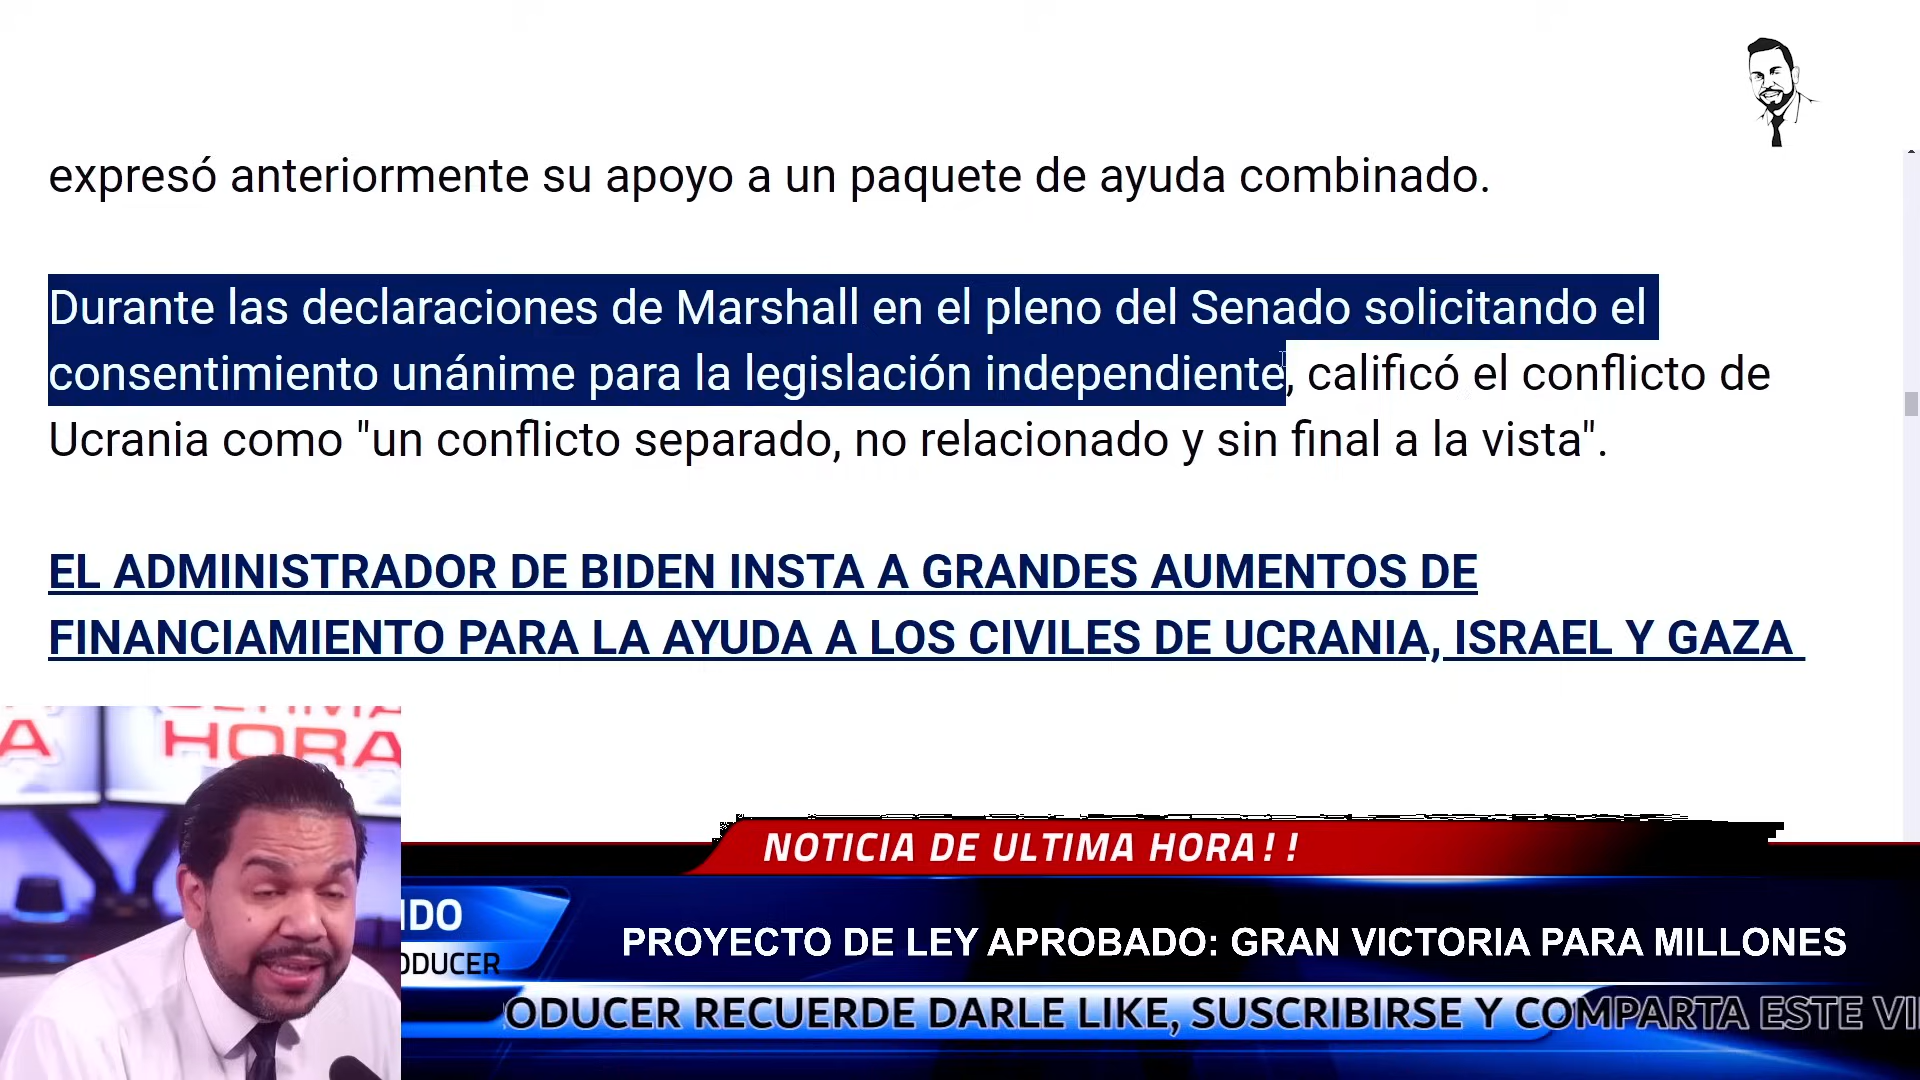 expresó anteriormente su apoyo a un paquete de ayuda combinado.
Durante las declaraciones de Marshall en el pleno del Senado solicitando el
consentimiento unánime para la legislación independiente, calificó el conflicto de
Ucrania como "un conflicto separado, no relacionado y sin final a la vista".
EL ADMINISTRADOR DE BIDEN INSTA A GRANDES AUMENTOS DE
FINANCIAMIENTO PARA LA AYUDA A LOS CIVILES DE UCRANIA, ISRAEL Y GAZA
A
HORA
NOTICIA DE ULTIMA HORA!!
IDO
ODUCER
PROYECTO DE LEY APROBADO: GRAN VICTORIA PARA MILLONES
ODUCER RECUERDE DARLE LIKE, SUSCRIBIRSE Y COMPARTA ESTE VI